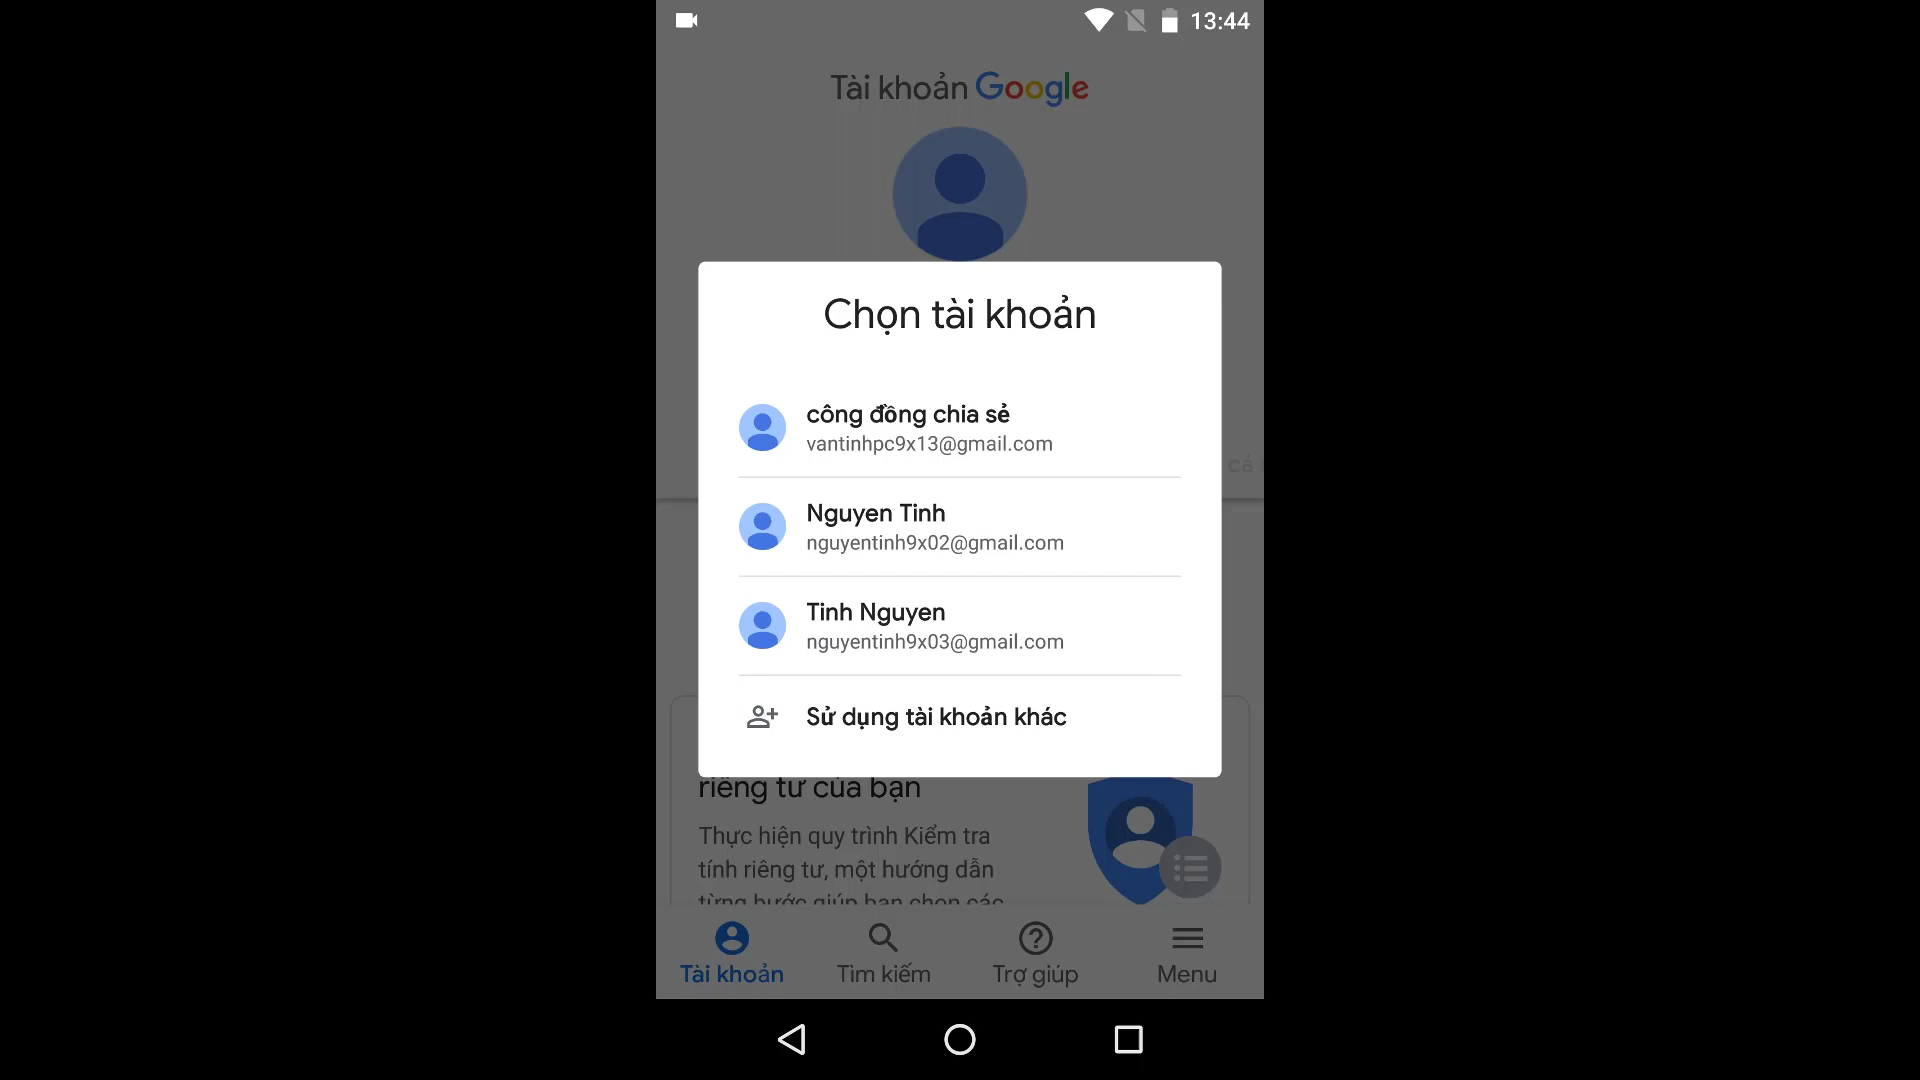 13:44
Tài khoản Google
Chọn tài khoản
công đồng chia sẻ
vantinhpc9x13@gmail.com
Cá
Nguyen Tinh
nguyentinh9x02@gmail.com
Tinh Nguyen
nguyentinh9x03@gmail.com
Sử dụng tài khoản khác
riêng tư của bạn
Thực hiện quy trình Kiểm tra
tính riêng tư, một hướng dẫn
từng bước giúp bạn chọn các
Tài khoản
Tìm kiếm
Trợ giúp
Menu